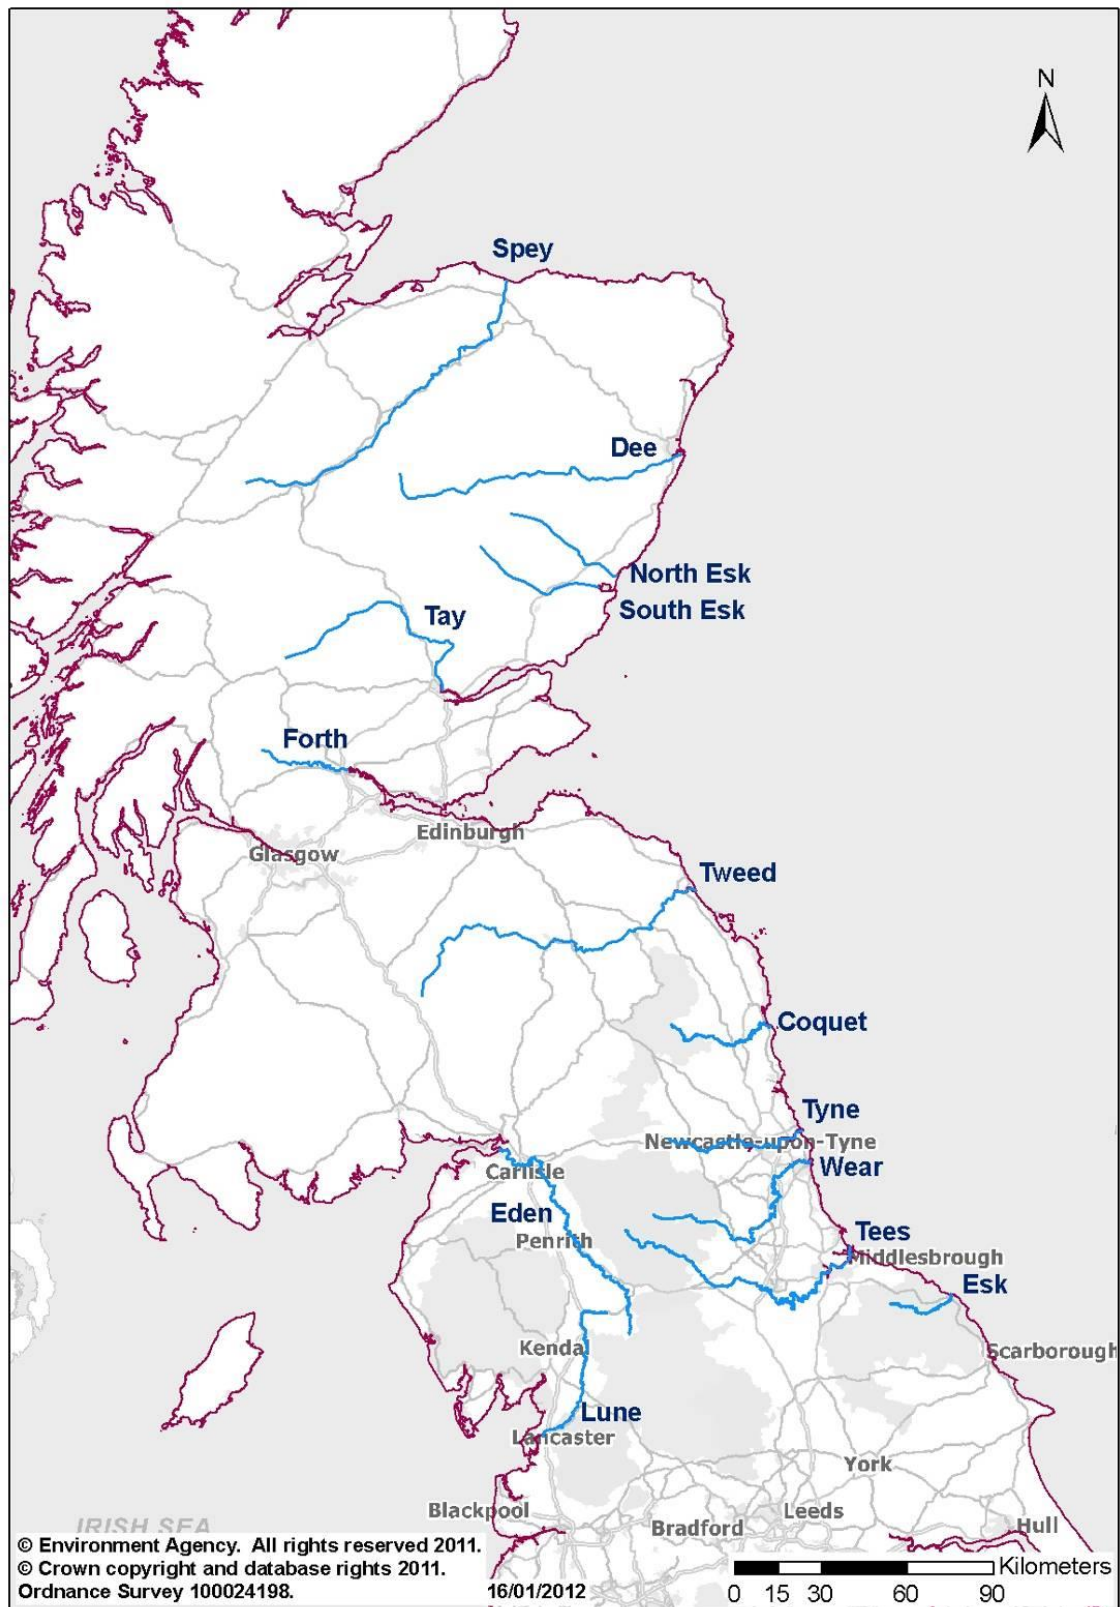 N
Spey
Dee
North Esk
South Esk
Tay
Forth
Edinburgh
Glasgow
Tweed
Coquet
Tyne
Newcastle-upon-Tyne
Wear
Carlisle
Eden
Penrith
Tees
Middlesbrough
Esk
Kendal
Scarborough
Lune
Lancaster
York
Blackpool
Leeds
Bradford
Hull
IRISH SEA
© Environment Agency. All rights reserved 2011.
© Crown copyright and database rights 2011.
Ordnance Survey 100024198.
16/01/2012
Kilometers
0 15 30 60 90